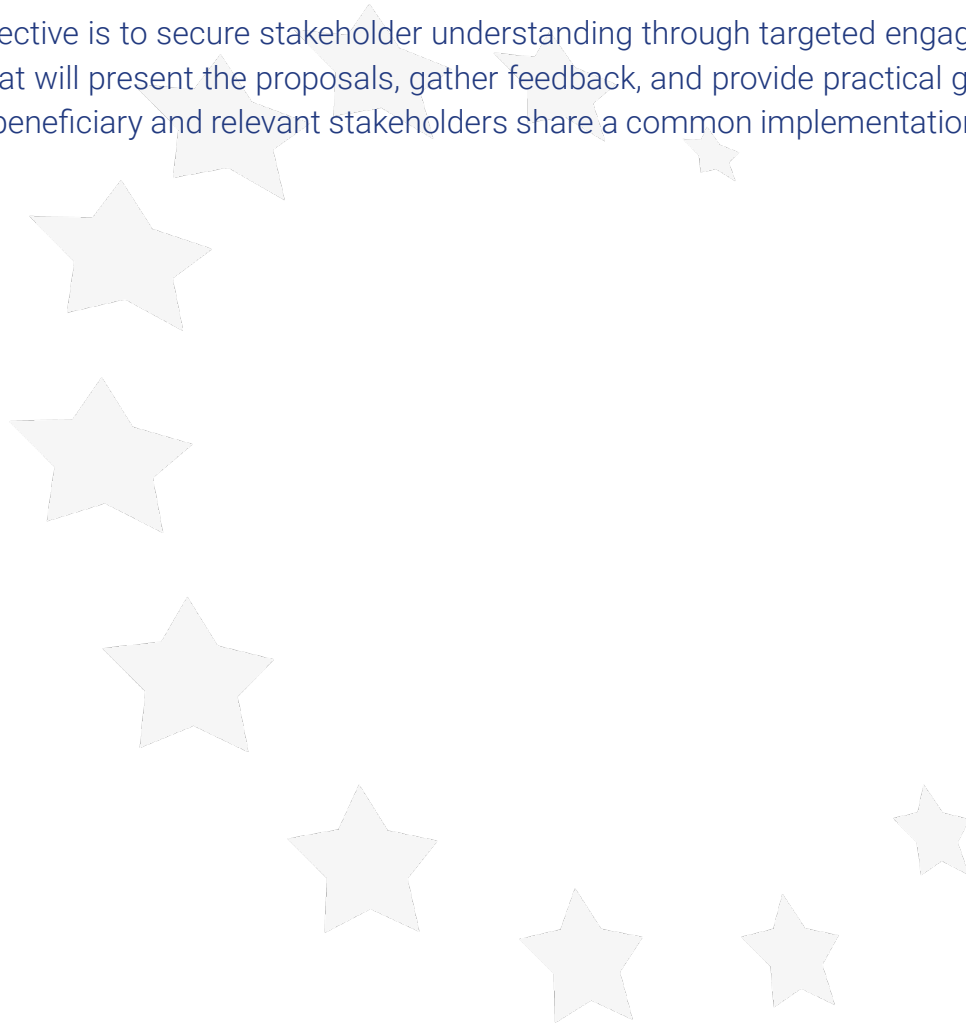 ective is to secure stakeholder understanding through targeted engag
at will present the proposals, gather feedback, and provide practical g
beneficiary and relevant stakeholders share a common implementation